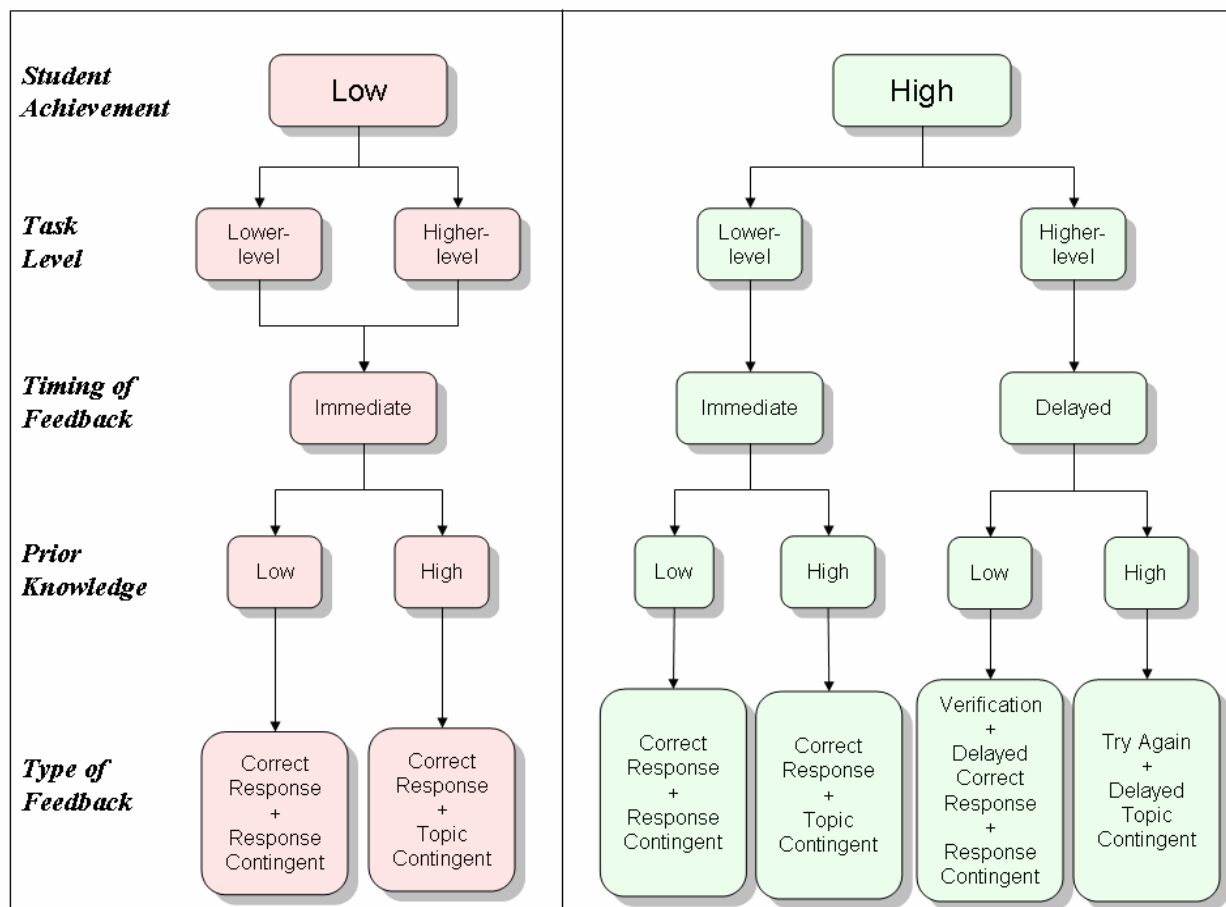 Student
Achievement
Low
High
Task
Level
Lower-
level
Higher-
level
Lower-
level
Higher-
level
Timing of
Feedback
Immediate
Immediate
Delayed
Prior
Knowledge
Low
High
Low
High
Low
High
Type of
Feedback
Correct
Response
+
Response
Contingent
Correct
Response
+
Topic
Contingent
Correct
Response
+
Response
Contingent
Correct
Response
+
Topic
Contingent
Verification
+
Delayed
Correct
Response
+
Response
Contingent
Try Again
+
Delayed
Topic
Contingent